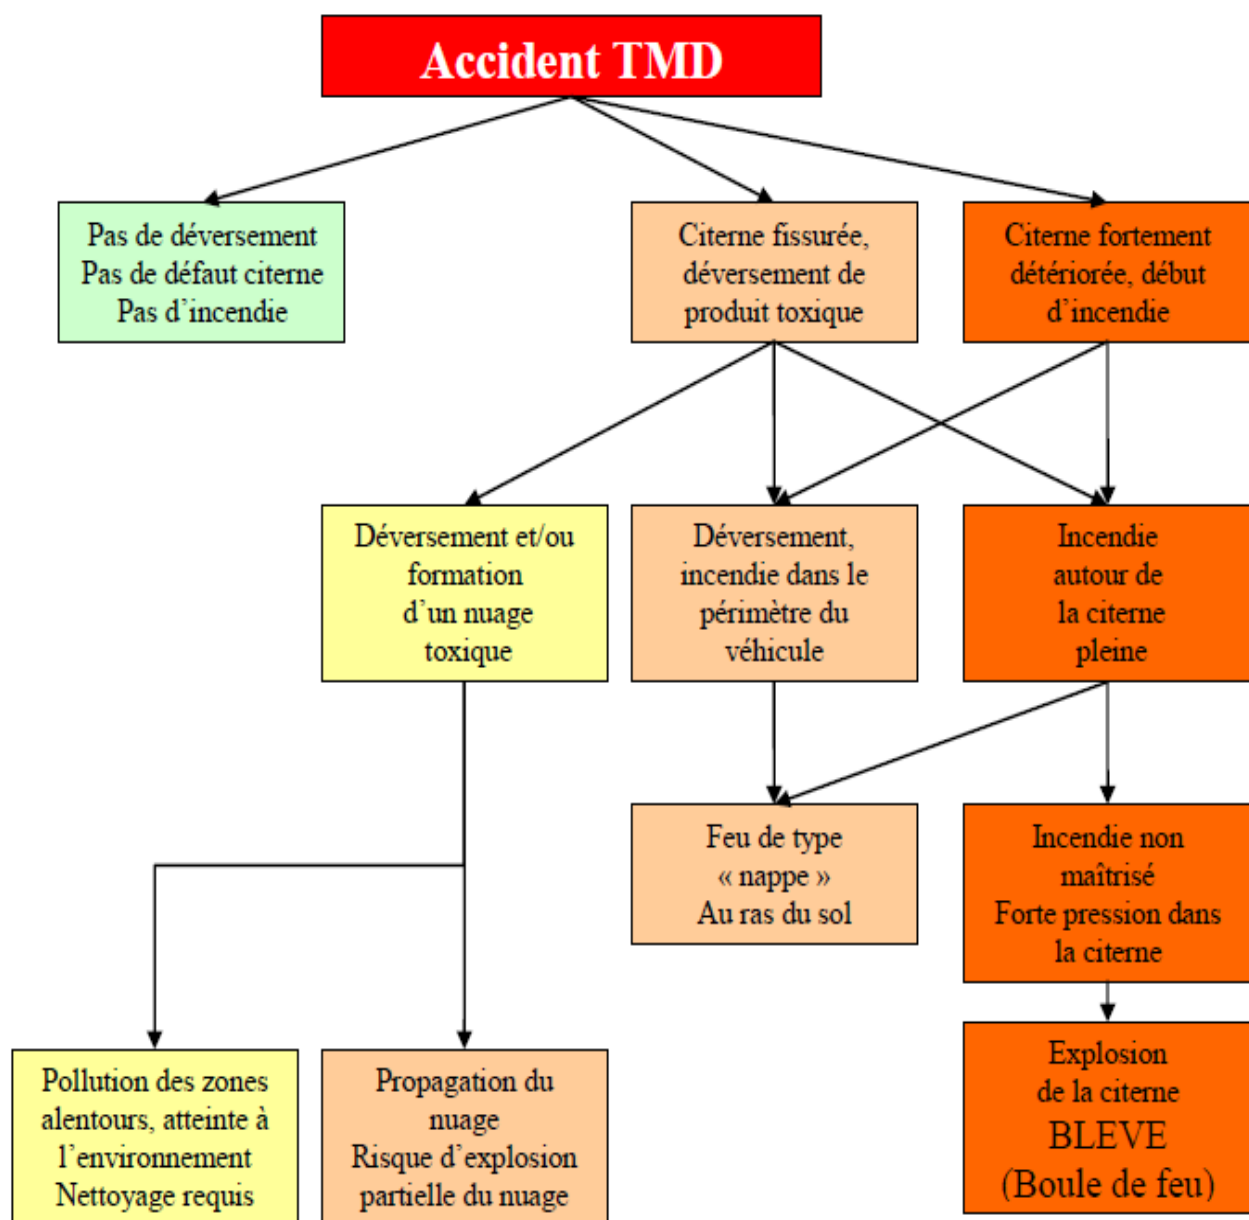 Accident TMD
Pas de déversement
Pas de défaut citerne
Pas d’incendie
Citerne fissurée,
déversement de
produit toxique
Citerne fortement
détériorée, début
d’incendie
Déversement et/ou
formation
d’un nuage
toxique
Déversement,
incendie dans le
périmètre du
véhicule
Incendie
autour de
la citerne
pleine
Feu de type
« nappe »
Au ras du sol
Incendie non
maîtrisé
Forte pression dans
la citerne
Pollution des zones
alentours, atteinte à
l’environnement
Nettoyage requis
Propagation du
nuage
Risque d’explosion
partielle du nuage
Explosion
de la citerne
BLEVE
(Boule de feu)